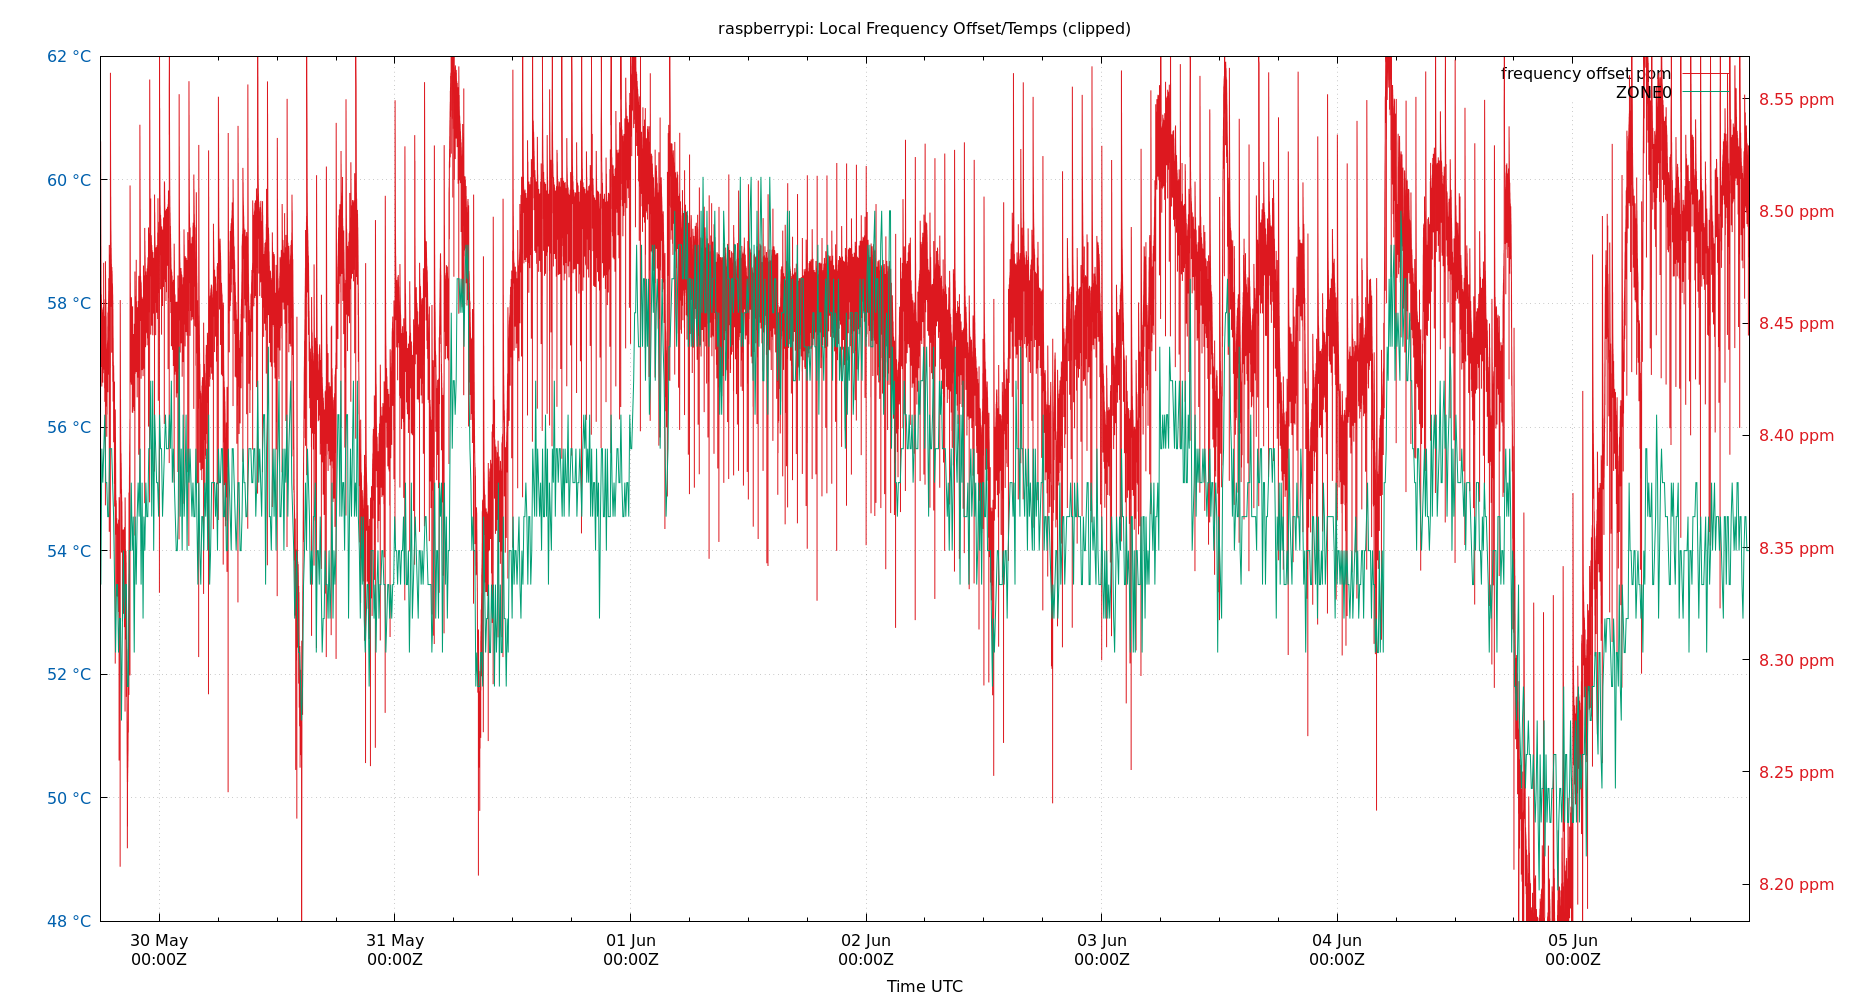 raspberrypi: Local Frequency Offset/Temps (clipped)
62 °C
60 °C
58 °C
56 °C
54 °C
52 °C
50 °C
48 °C
frequency offset ppm
ZONE0
8.55 ppm
8.50 ppm
8.45 ppm
8.40 ppm
8.35 ppm
8.30 ppm
8.25 ppm
8.20 ppm
30 May 31 May 01 Jun 02 Jun 03 Jun 04 Jun 05 Jun
00:00Z 00:00Z 00:00Z 00:00Z 00:00Z 00:00Z 00:00Z
Time UTC